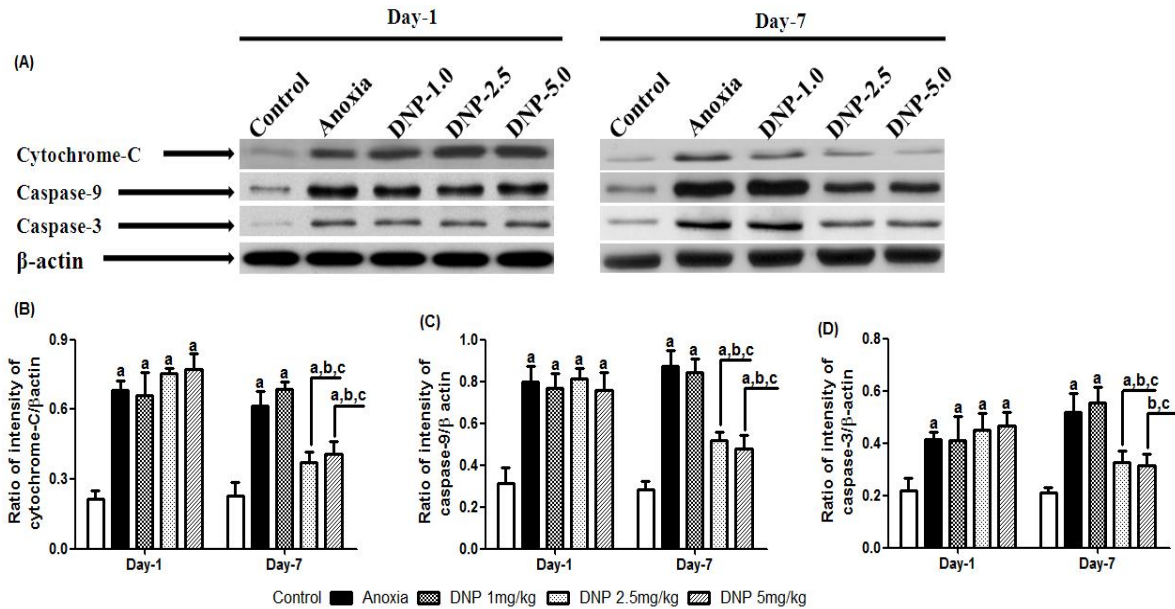 Day-1 Day-7
(A)
Control Anoxia DNP-1.0 DNP-2.5 DNP-5.0 Control Anoxia DNP-1.0 DNP-2.5 DNP-5.0
Cytochrome-C
Caspase-9
Caspase-3
β-actin
(B)
Ratio of intensity of
cytochrome-C/βactin
0.9
0.6
0.3
0.0
a a a a a a a,b,c a,b,c
Day-1 Day-7
(C)
Ratio of intensity of
caspase-9/β actin
1.0
0.8
0.6
0.4
0.2
0.0
a a a a a a a,b,c a,b,c
Day-1 Day-7
(D)
Ratio of intensity of
caspase-3/β-actin
0.8
0.6
0.4
0.2
0.0
a a a a a a a,b,c b,c
Day-1 Day-7
Control Anoxia DNP 1mg/kg DNP 2.5mg/kg DNP 5mg/kg